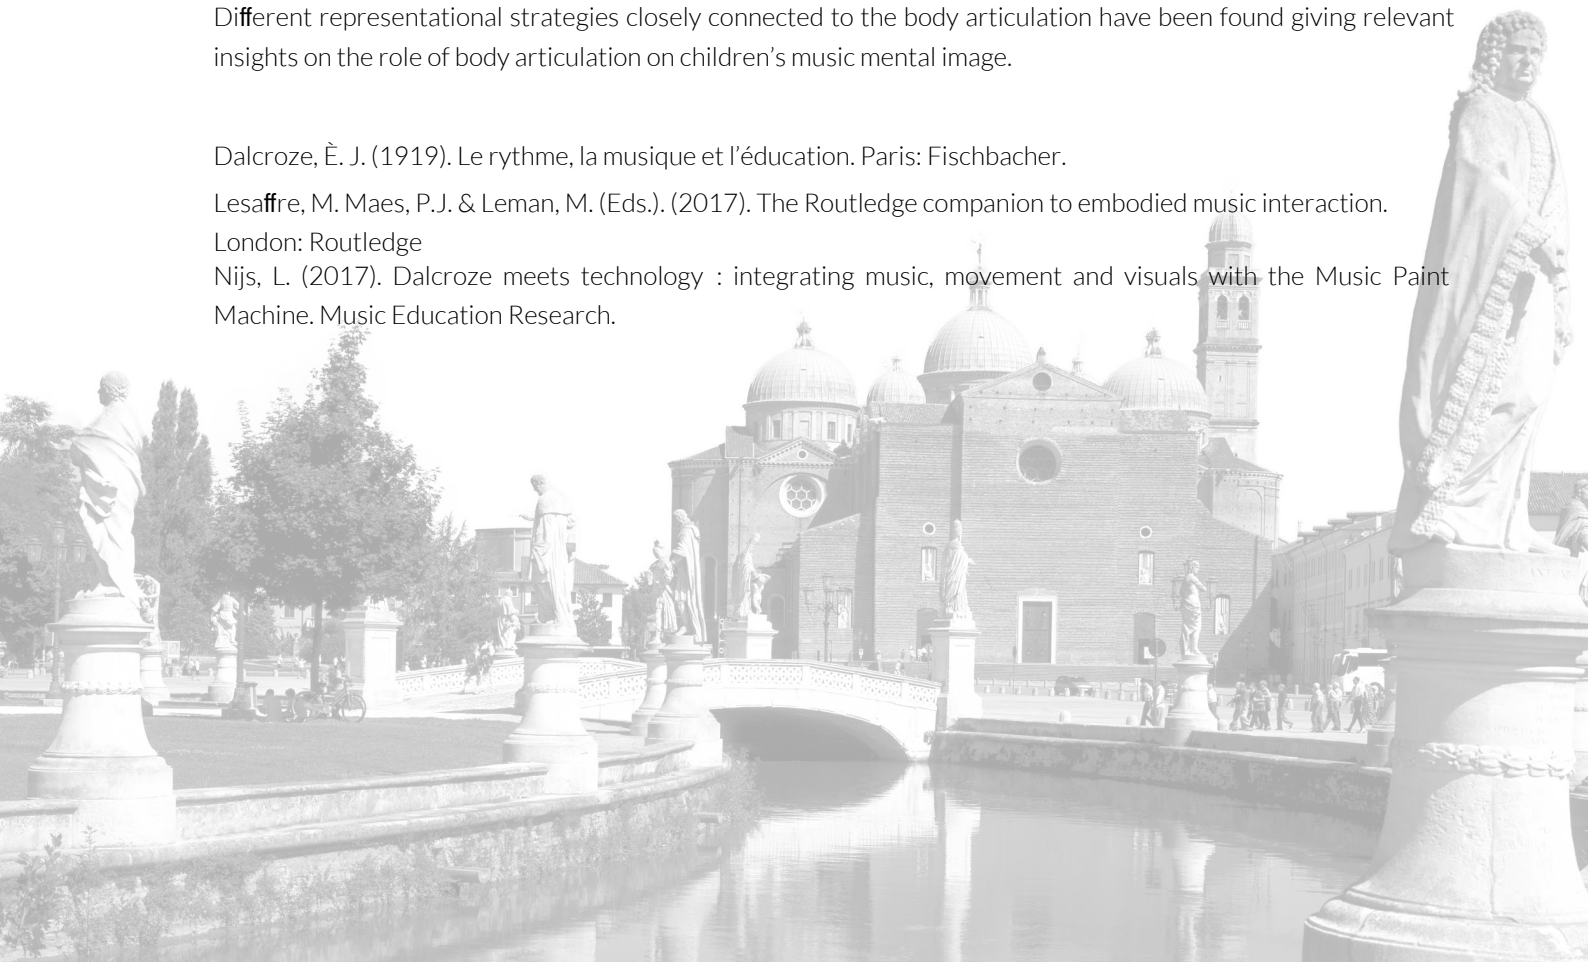 Different representational strategies closely connected to the body articulation have been found giving relevant
insights on the role of body articulation on children’s music mental image.
Dalcroze, È. J. (1919). Le rythme, la musique et l’éducation. Paris: Fischbacher.
Lesaffre, M. Maes, P.J. & Leman, M. (Eds.). (2017). The Routledge companion to embodied music interaction.
London: Routledge
Nijs, L. (2017). Dalcroze meets technology : integrating music, movement and visuals with the Music Paint
Machine. Music Education Research.